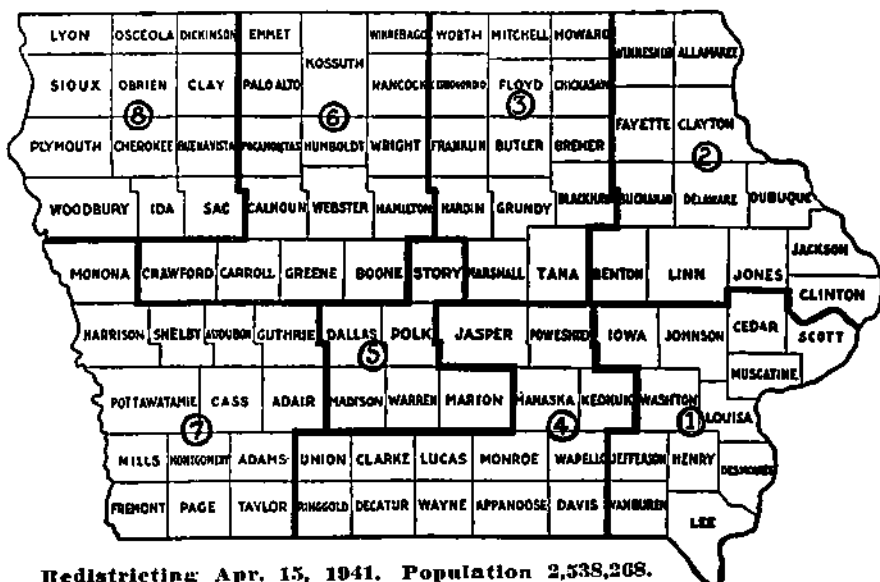 LYON OSCEOLA DICKINSON EMMET WINNEBAGO WORTH MITCHELL HOWARD
KOSSUTH WINNESHIEK ALLAMAKEE
SIOUX OBRIEN CLAY PALO ALTO HANCOCK FLOYD CHICKASAW
8 6 3
PLYMOUTH CHEROKEE BUENAVISTA POCAHONTAS HUMBOLDT WRIGHT FRANKLIN BUTLER BREMER FAYETTE CLAYTON
2
WOODBURY IDA SAC CALHOUN WEBSTER HAMILTON HARDIN GRUNDY BLACKHAWK BUCHANAN DELAWARE DUBUQUE
MONONA CRAWFORD CARROLL GREENE BOONE STORY MARSHALL TAMA BENTON LINN JONES JACKSON
CLINTON
HARRISON SHELBY AUDUBON GUTHRIE DALLAS POLK JASPER POWESHIEK IOWA JOHNSON CEDAR SCOTT
5
MUSCATINE
POTTAWATAMIE CASS ADAIR MADISON WARREN MARION MAHASKA KEOKUK WASHTON LOUISA
7 4 1
MILLS MONTGOMERY ADAMS UNION CLARKE LUCAS MONROE WAPELLO JEFFERSON HENRY DESMOINES
FREMONT PAGE TAYLOR RINGGOLD DECATUR WAYNE APPANOOSE DAVIS VANBUREN LEE
Redistricting Apr. 15, 1941. Population 2,538,268.